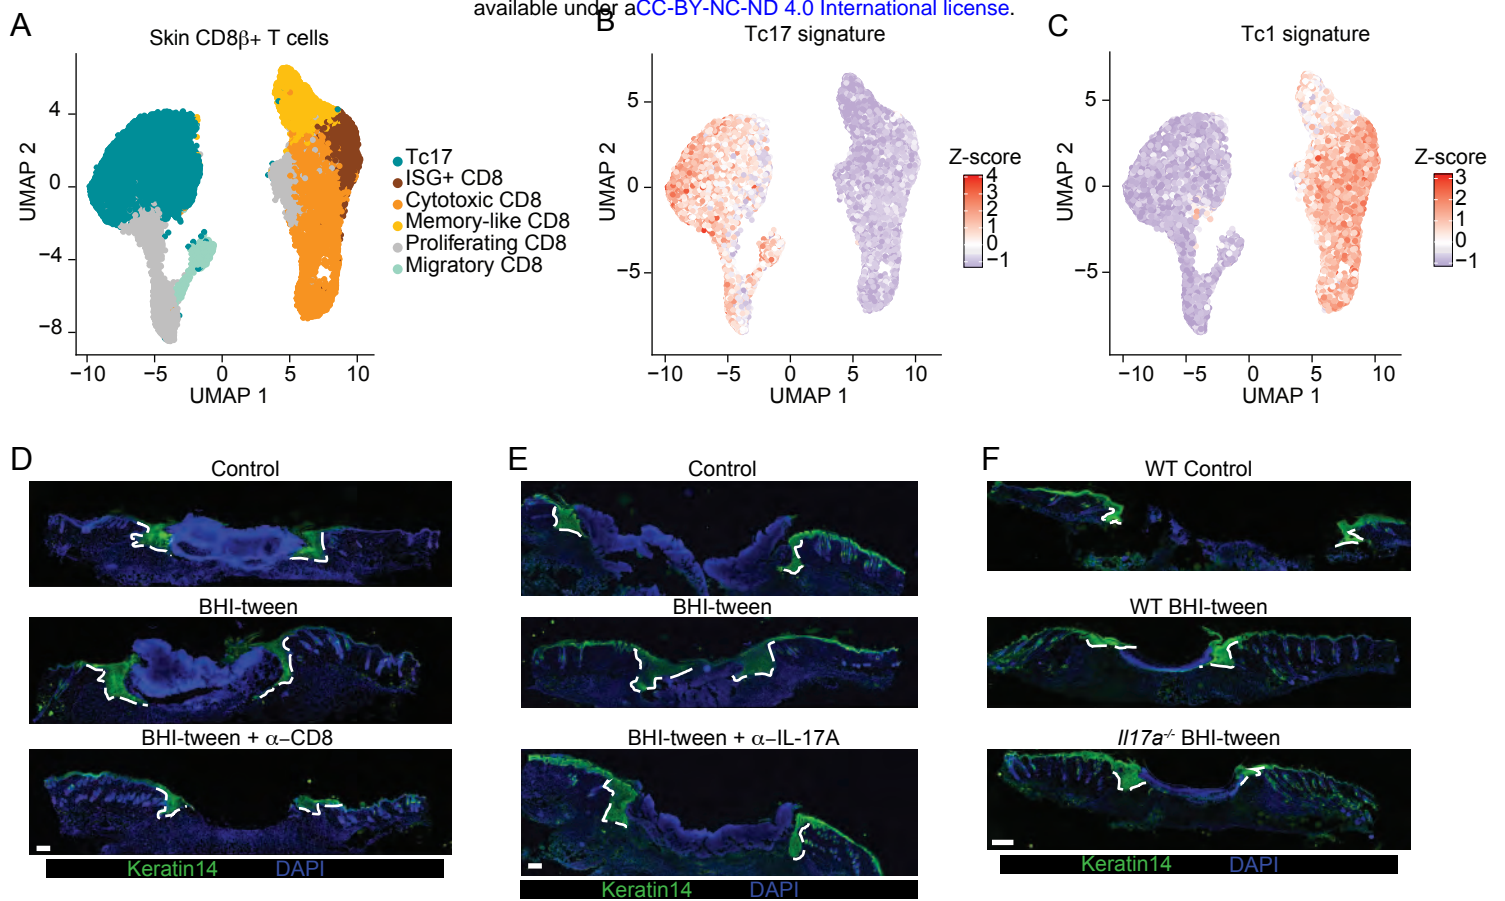 available under aCC-BY-NC-ND 4.0 International license.
A
Skin CD8β+ T cells
UMAP 2
4
0
−4
−8
−10 −5 0 5 10
UMAP 1
Tc17
ISG+ CD8
Cytotoxic CD8
Memory-like CD8
Proliferating CD8
Migratory CD8
B
Tc17 signature
UMAP 2
5
0
−5
−10 −5 0 5 10
UMAP 1
Z-score
4
3
2
1
0
−1
C
Tc1 signature
UMAP 2
5
0
−5
−10 −5 0 5 10
UMAP 1
Z-score
3
2
1
0
−1
D
Control
BHI-tween
BHI-tween + α−CD8
Keratin14 DAPI
E
Control
BHI-tween
BHI-tween + α−IL-17A
Keratin14 DAPI
F
WT Control
WT BHI-tween
Il17a-/- BHI-tween
Keratin14 DAPI